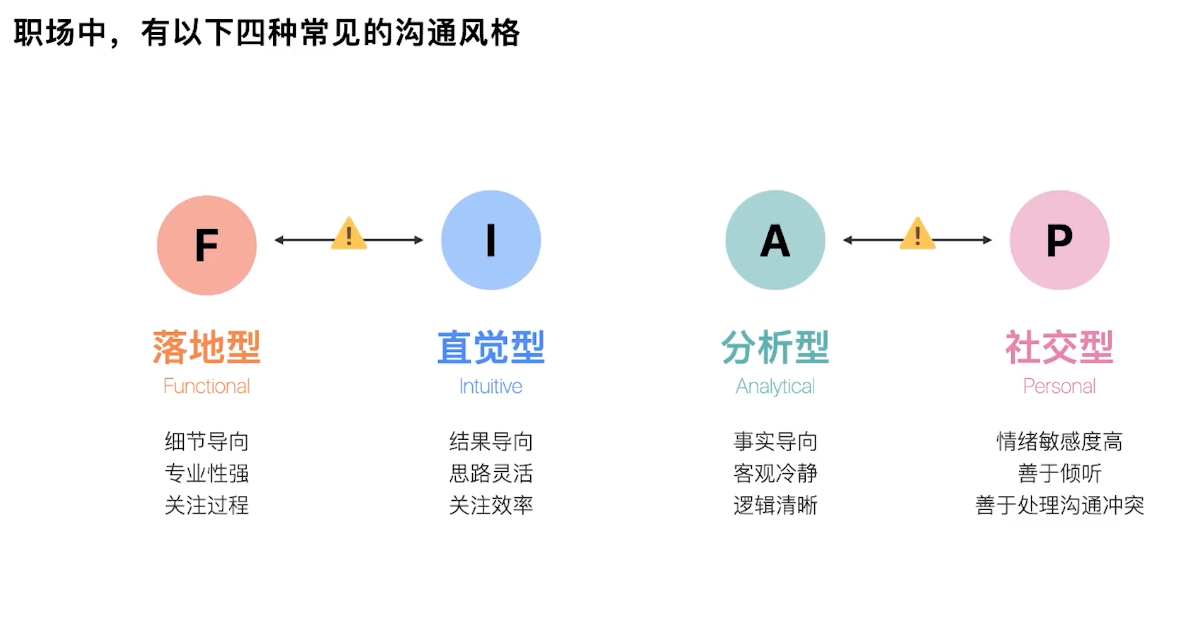 职场中，有以下四种常见的沟通风格
F
!
I
A
!
P
落地型
Functional
细节导向
专业性强
关注过程
直觉型
Intuitive
结果导向
思路灵活
关注效率
分析型
Analytical
事实导向
客观冷静
逻辑清晰
社交型
Personal
情绪敏感度高
善于倾听
善于处理沟通冲突